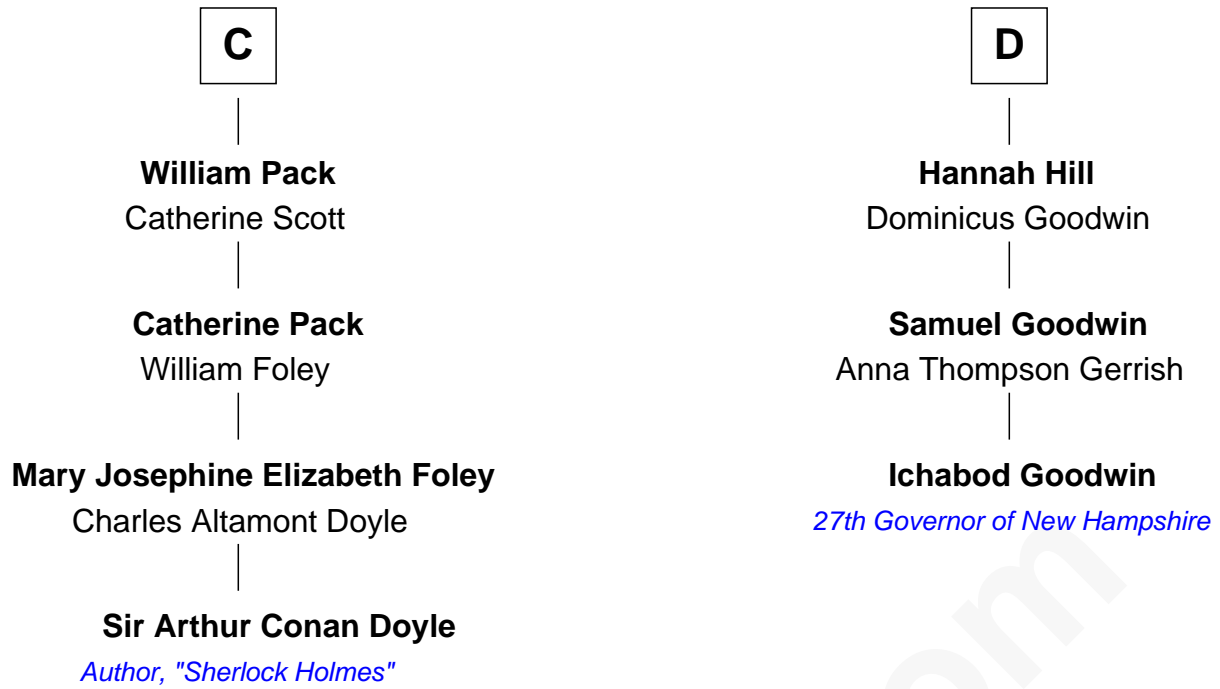 C
William Pack
Catherine Scott
Catherine Pack
William Foley
Mary Josephine Elizabeth Foley
Charles Altamont Doyle
Sir Arthur Conan Doyle
Author, "Sherlock Holmes"
D
Hannah Hill
Dominicus Goodwin
Samuel Goodwin
Anna Thompson Gerrish
Ichabod Goodwin
27th Governor of New Hampshire
om